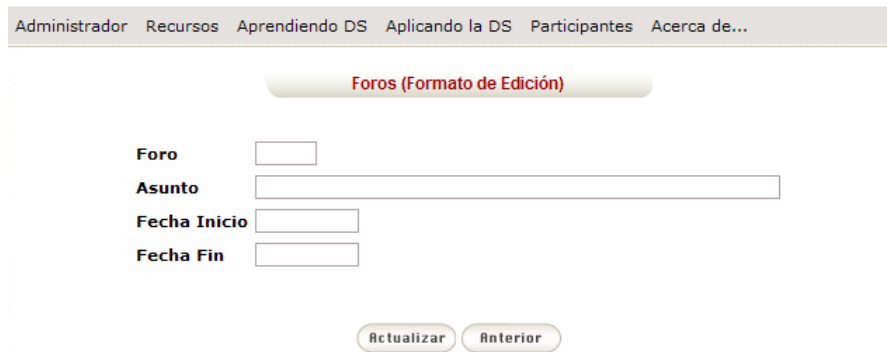 Administrador Recursos Aprendiendo DS Aplicando la DS Participantes Acerca de...
Foros (Formato de Edición)
Foro
Asunto
Fecha Inicio
Fecha Fin
Actualizar Anterior